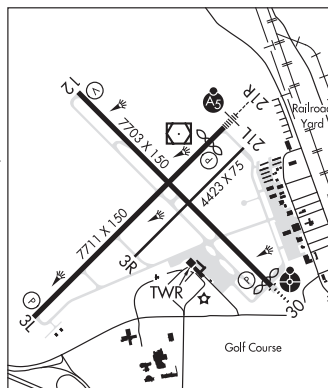 12
V
7703 X 150
A5
21R
Railroad
Yard
21L
P
4423 X 75
7711 X 150
3R
P
3L
TWR
P
30
Golf Course